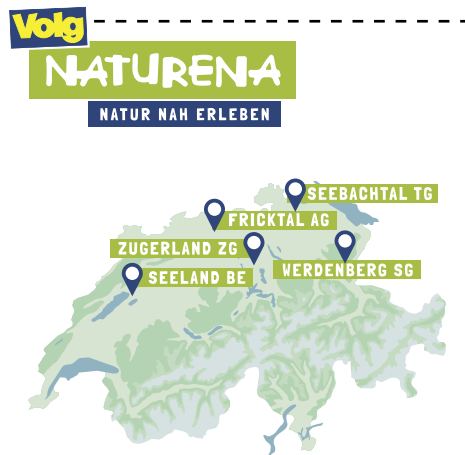 Volg
NATURENA
NATUR NAH ERLEBEN
SEEBACHTAL TG
FRICKTAL AG
ZUGERLAND ZG
WERDENBERG SG
SEELAND BE